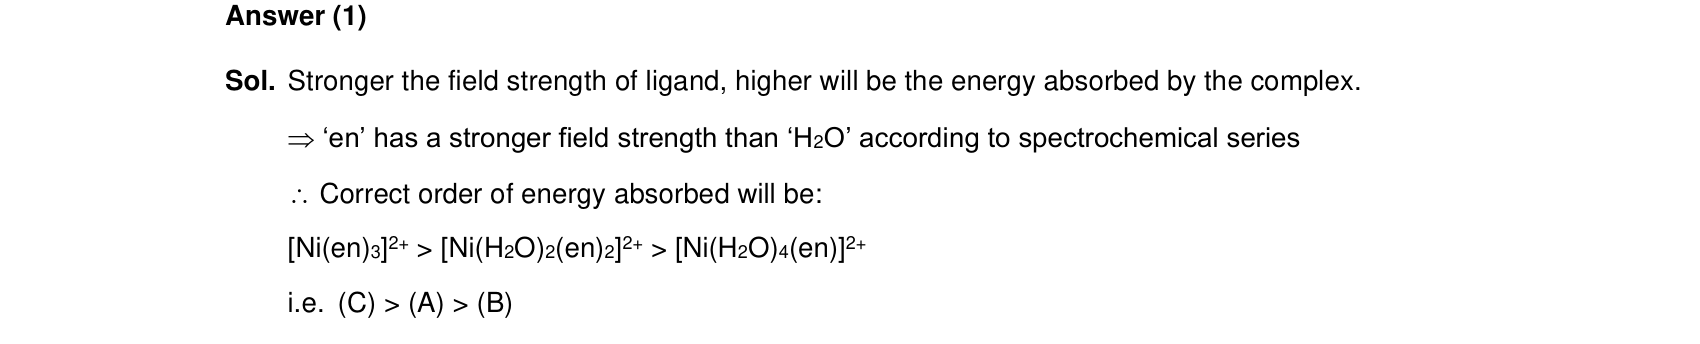 Answer (1)
Sol. Stronger the field strength of ligand, higher will be the energy absorbed by the complex.
⇒ ‘en’ has a stronger field strength than ‘H₂O’ according to spectrochemical series
∴ Correct order of energy absorbed will be:
[Ni(en)₃]²⁺ > [Ni(H₂O)₂(en)₂]²⁺ > [Ni(H₂O)₄(en)]²⁺
i.e. (C) > (A) > (B)